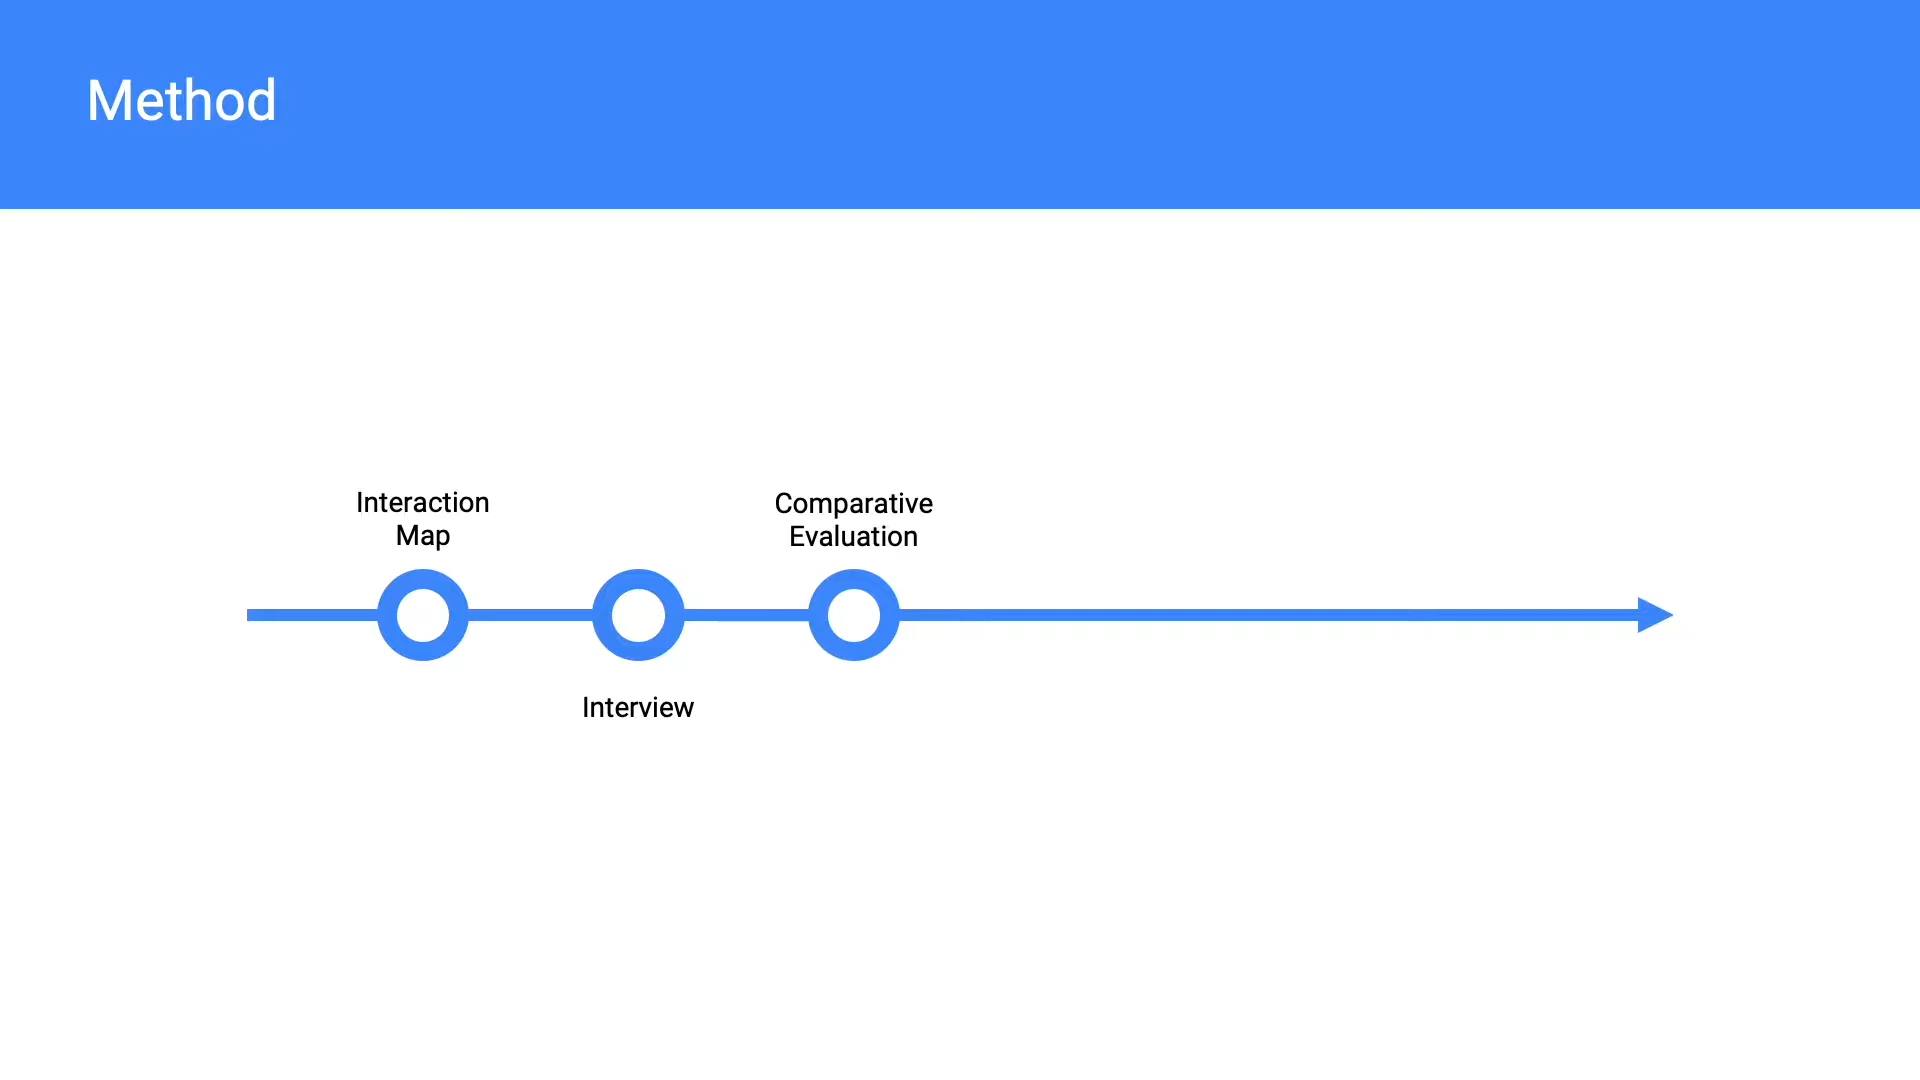 Method
Interaction
Map
Interview
Comparative
Evaluation